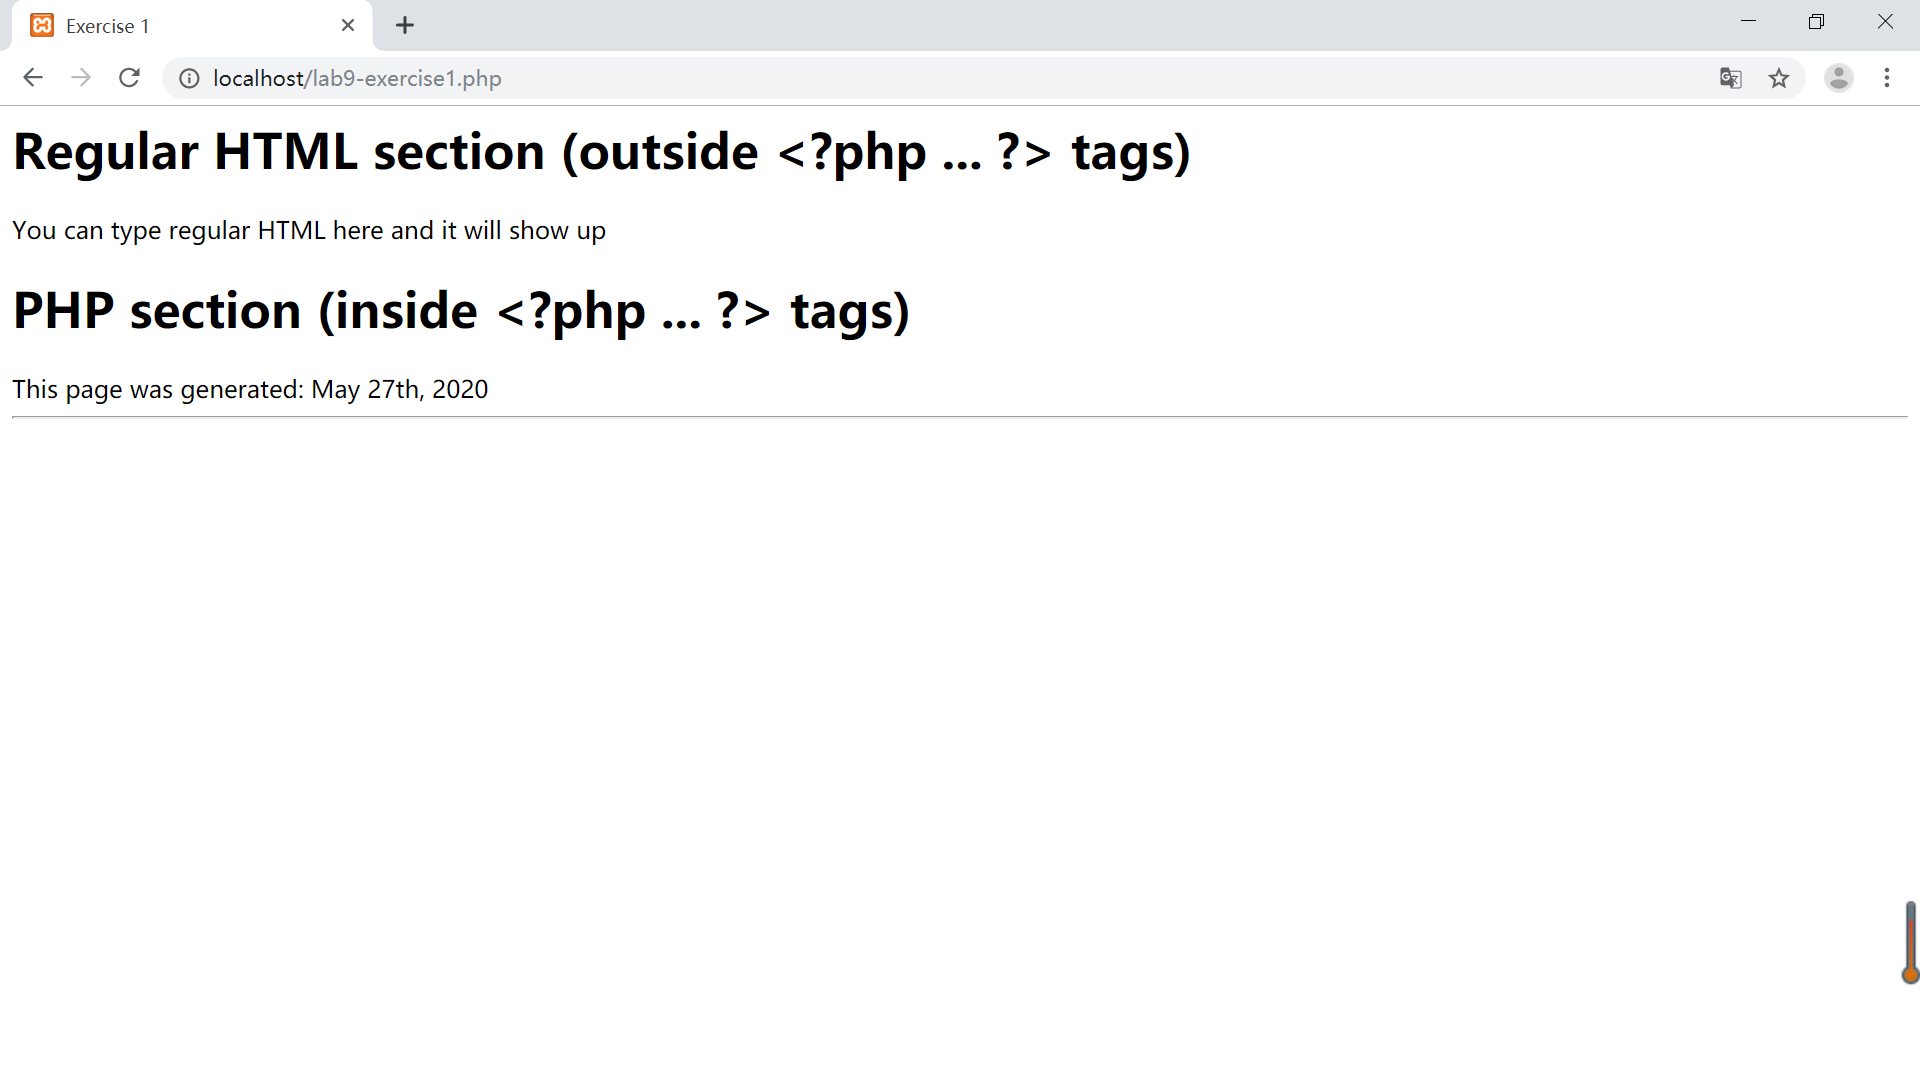 Exercise 1
localhost/lab9-exercise1.php
Regular HTML section (outside <?php ... ?> tags)
You can type regular HTML here and it will show up
PHP section (inside <?php ... ?> tags)
This page was generated: May 27th, 2020